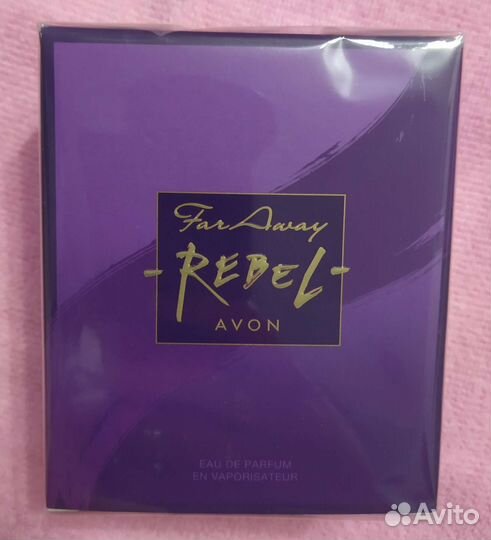 Far Away
-REBEL-
AVON
EAU DE PARFUM
EN VAPORISATEUR
Avito